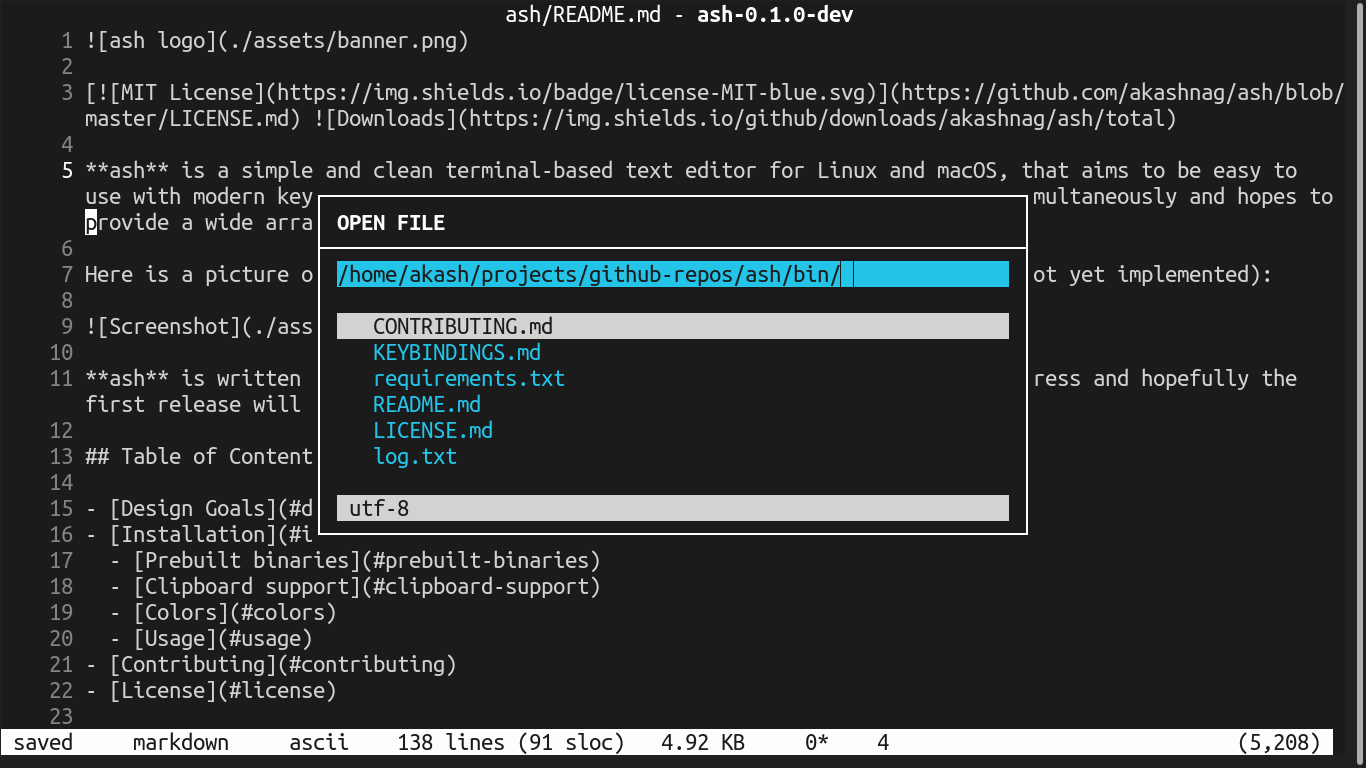 ash/README.md - ash-0.1.0-dev
1 ![ash logo](./assets/banner.png)
2
3 [![MIT License](https://img.shields.io/badge/license-MIT-blue.svg)](https://github.com/akashnag/ash/blob/
master/LICENSE.md) ![Downloads](https://img.shields.io/github/downloads/akashnag/ash/total)
4
5 **ash** is a simple and clean terminal-based text editor for Linux and macOS, that aims to be easy to
use with modern key multaneously and hopes to
provide a wide arra
6
7 Here is a picture o ot yet implemented):
8
9 ![Screenshot](./ass
10
11 **ash** is written ress and hopefully the
first release will
12
13 ## Table of Content
14
15 - [Design Goals](#d
16 - [Installation](#i
17 - [Prebuilt binaries](#prebuilt-binaries)
18 - [Clipboard support](#clipboard-support)
19 - [Colors](#colors)
20 - [Usage](#usage)
21 - [Contributing](#contributing)
22 - [License](#license)
23
OPEN FILE
/home/akash/projects/github-repos/ash/bin/
CONTRIBUTING.md
KEYBINDINGS.md
requirements.txt
README.md
LICENSE.md
log.txt
utf-8
saved markdown ascii 138 lines (91 sloc) 4.92 KB 0* 4 (5,208)